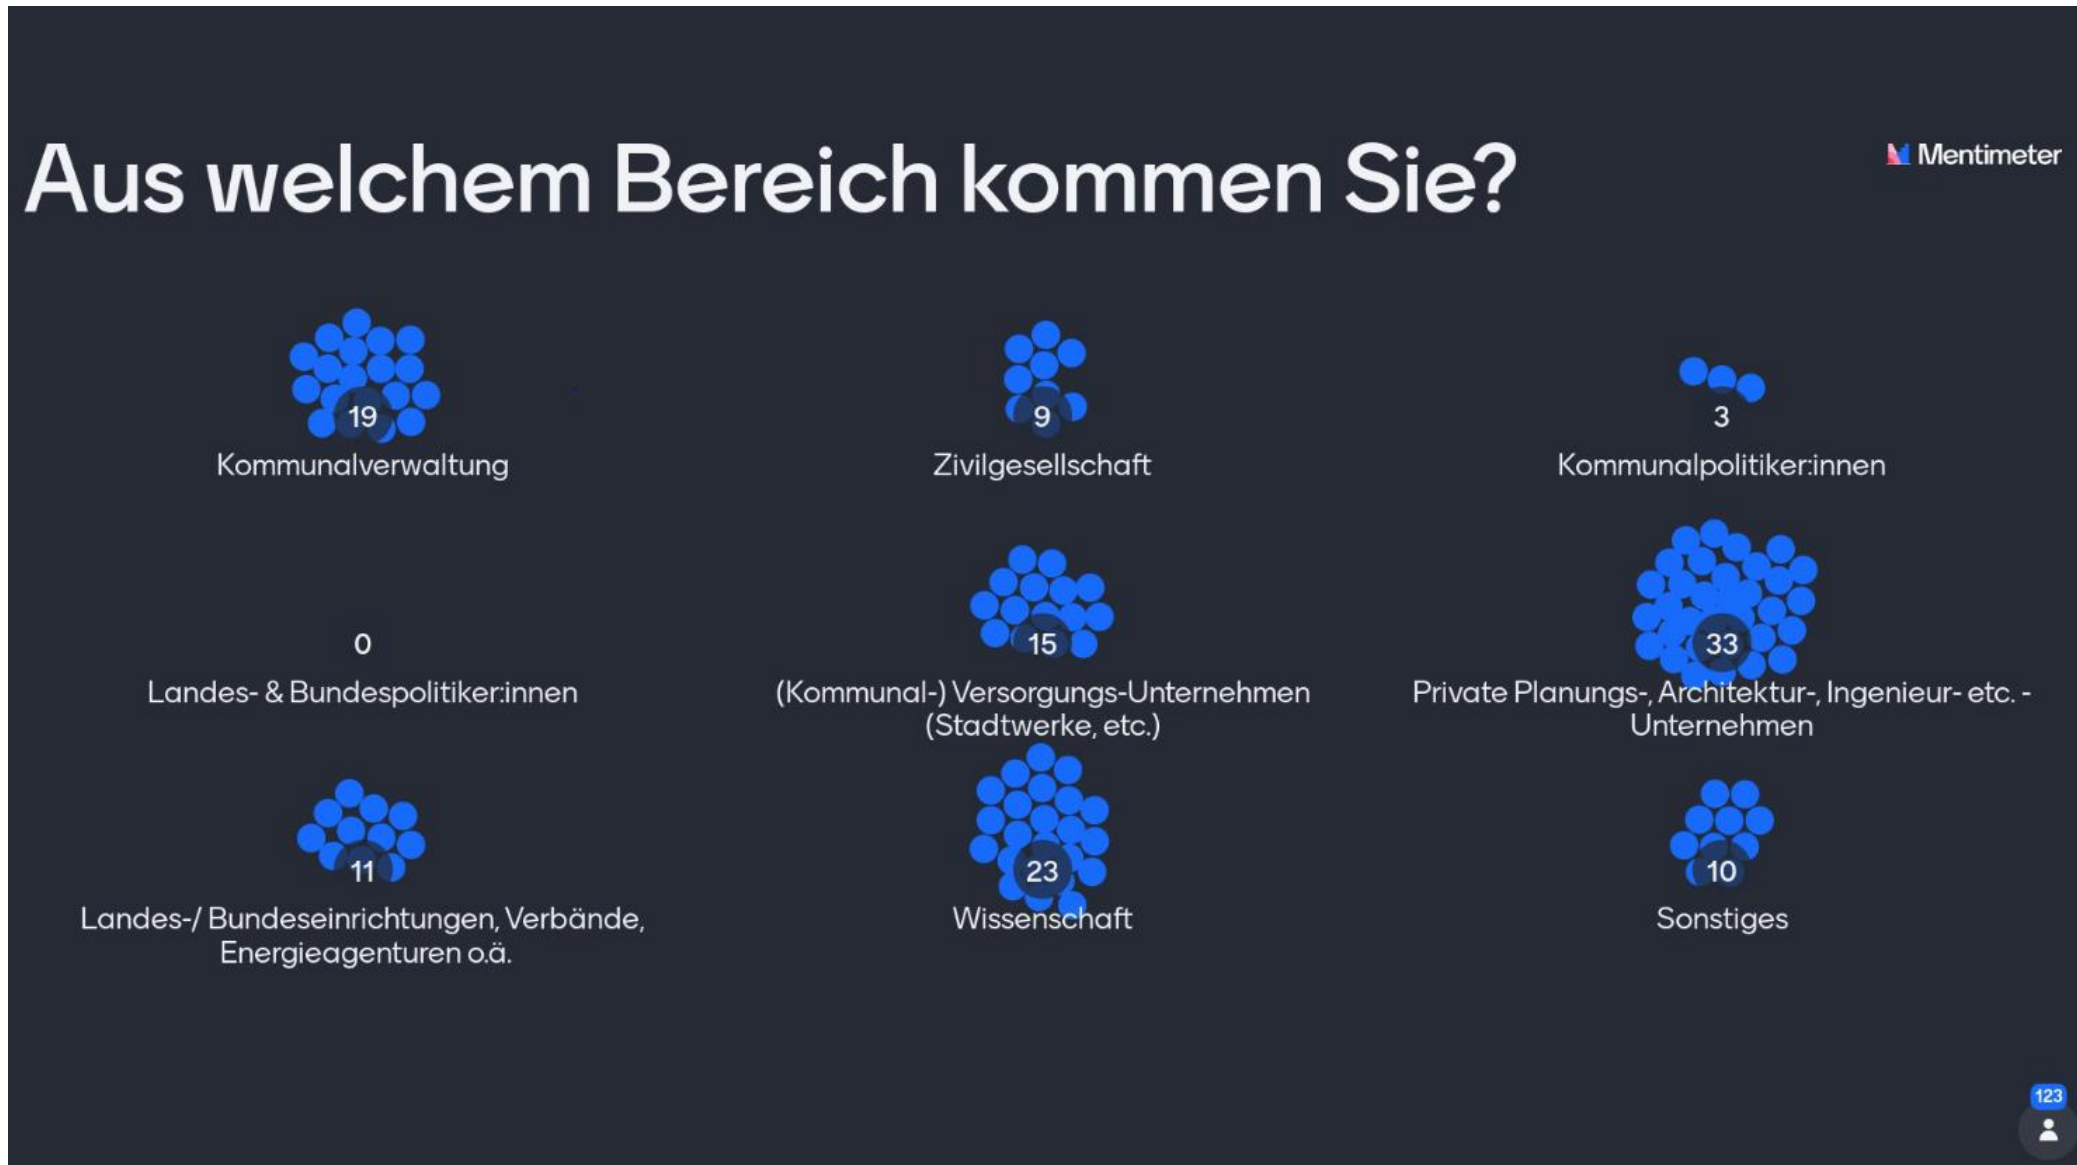 Aus welchem Bereich kommen Sie?
Mentimeter
19
Kommunalverwaltung
9
Zivilgesellschaft
3
Kommunalpolitiker:innen
0
Landes- & Bundespolitiker:innen
15
(Kommunal-) Versorgungs-Unternehmen
(Stadtwerke, etc.)
33
Private Planungs-, Architektur-, Ingenieur- etc. -
Unternehmen
11
Landes-/ Bundeseinrichtungen, Verbände,
Energieagenturen o.ä.
23
Wissenschaft
10
Sonstiges
123